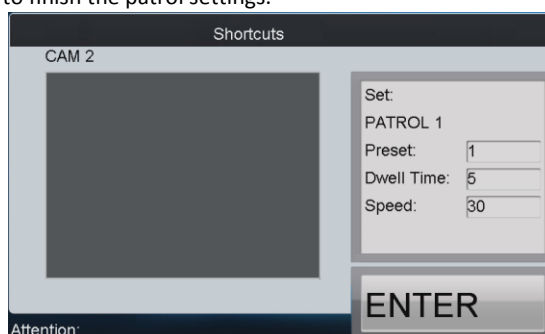 to finish the patrol settings.
Shortcuts
CAM 2
Set:
PATROL 1
Preset: 1
Dwell Time: 5
Speed: 30
ENTER
Attention: